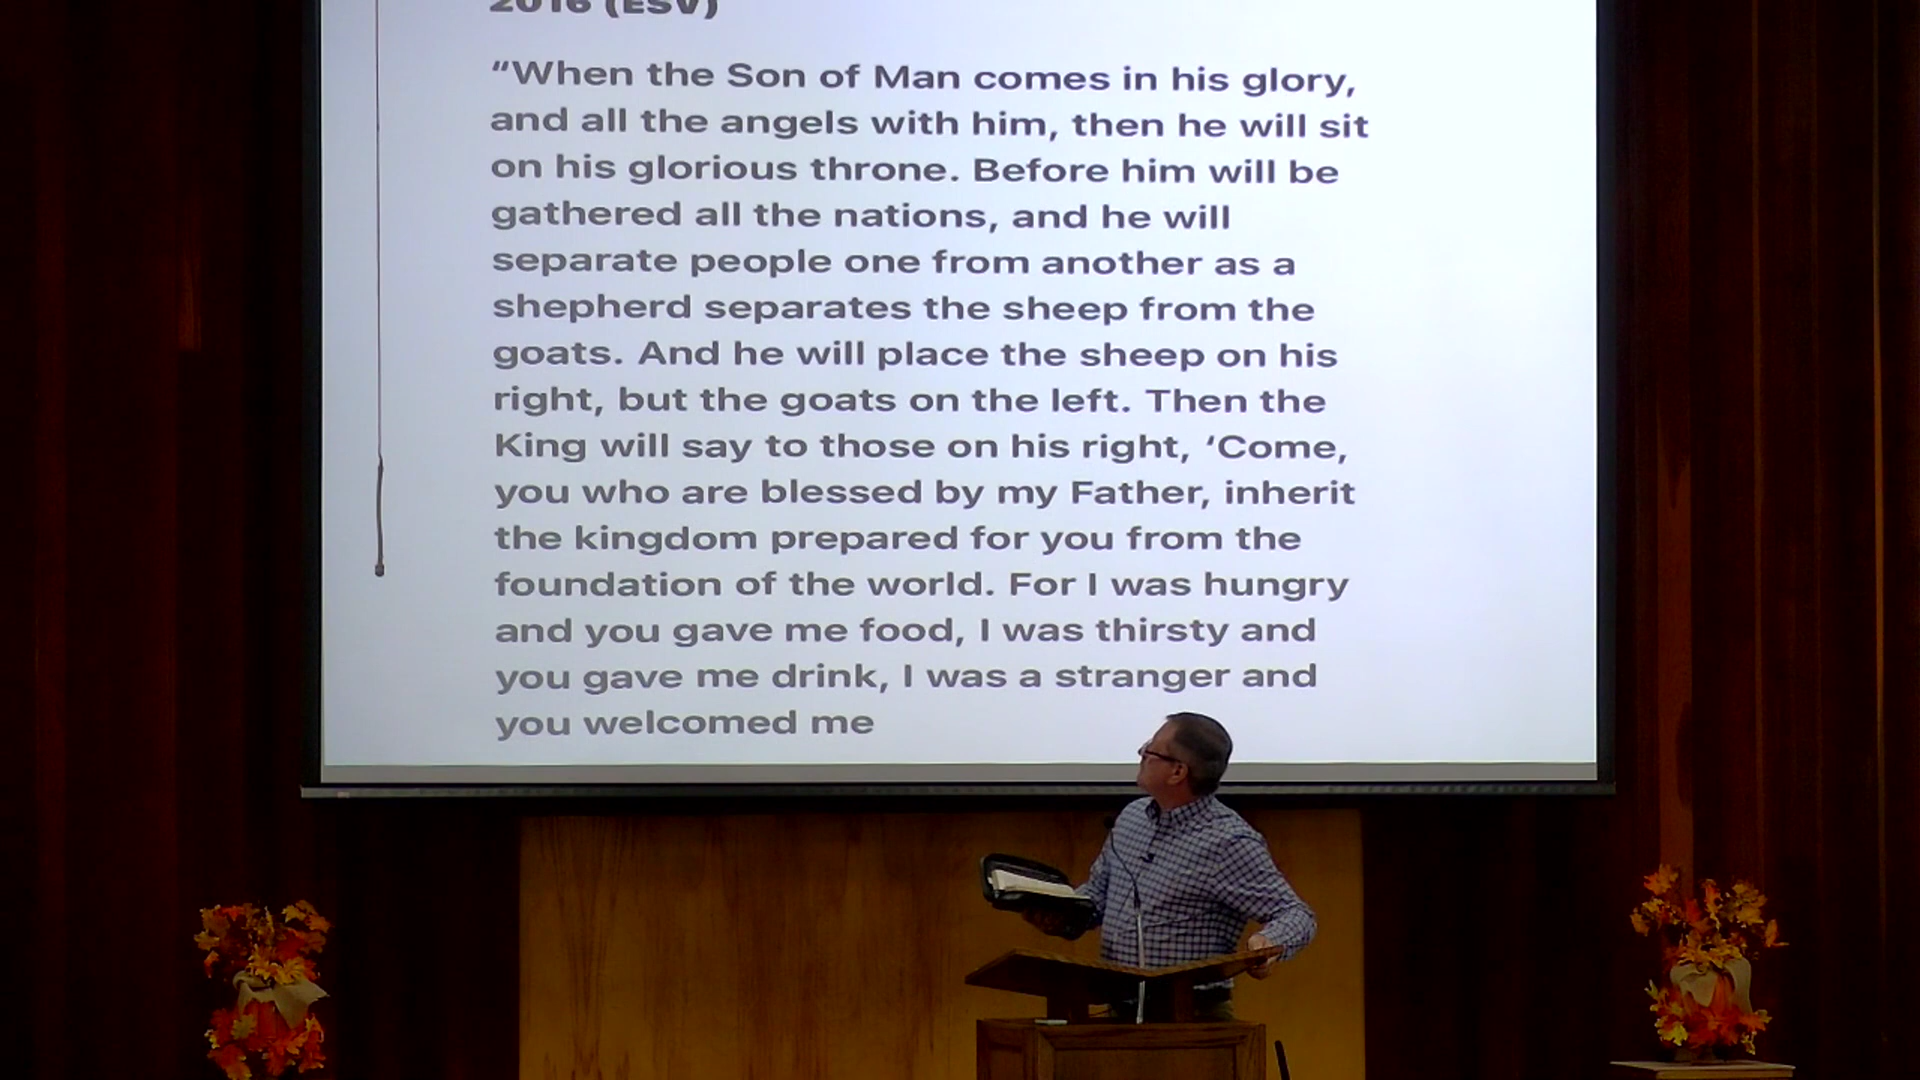 2016 (ESV)
“When the Son of Man comes in his glory,
and all the angels with him, then he will sit
on his glorious throne. Before him will be
gathered all the nations, and he will
separate people one from another as a
shepherd separates the sheep from the
goats. And he will place the sheep on his
right, but the goats on the left. Then the
King will say to those on his right, ‘Come,
you who are blessed by my Father, inherit
the kingdom prepared for you from the
foundation of the world. For I was hungry
and you gave me food, I was thirsty and
you gave me drink, I was a stranger and
you welcomed me